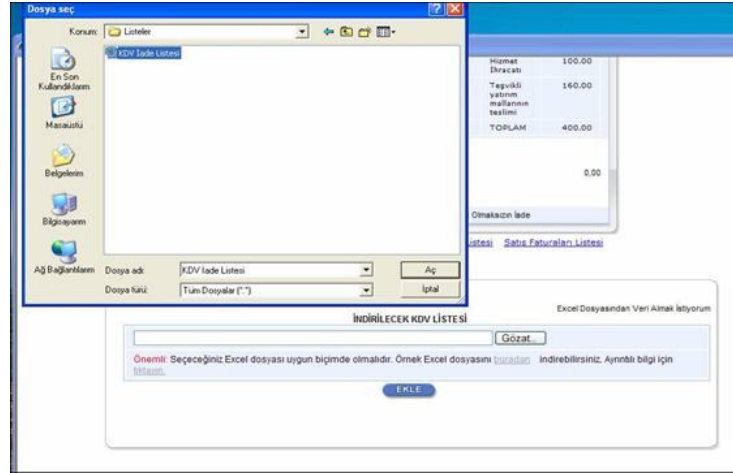 Dosya seç
Konum: Listeler
KDV İade Listesi
En Son
Kullandıklarım
Masaüstü
Belgelerim
Bilgisayarım
Ağ Bağlantılarım
Dosya adı: KDV İade Listesi Aç
Dosya türü: Tüm Dosyalar (*.*) İptal
Hizmet İhracatı 100.00
Teşvikli yatırım mallarının teslimi 160.00
TOPLAM 400.00
0,00
Olmaksızın İade
Listesi Satış Faturaları Listesi
Excel Dosyasından Veri Almak İstiyorum
İNDİRİLECEK KDV LİSTESİ
Gözat...
Önemli: Seçeceğiniz Excel dosyası uygun biçimde olmalıdır. Örnek Excel dosyasını buradan indirebilirsiniz. Ayrıntılı bilgi için
tıklayın.
EKLE